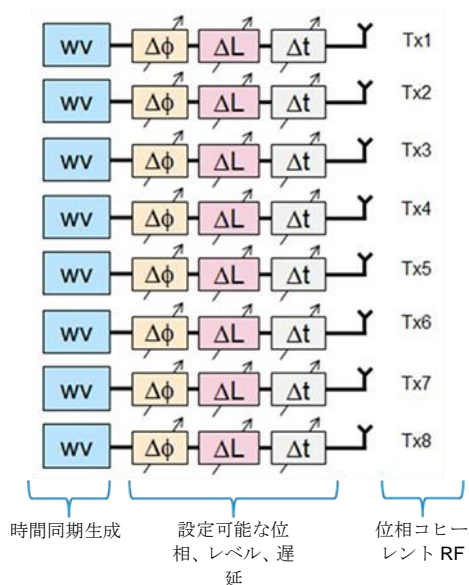 wv Δϕ ΔL Δt Tx1
wv Δϕ ΔL Δt Tx2
wv Δϕ ΔL Δt Tx3
wv Δϕ ΔL Δt Tx4
wv Δϕ ΔL Δt Tx5
wv Δϕ ΔL Δt Tx6
wv Δϕ ΔL Δt Tx7
wv Δϕ ΔL Δt Tx8
時間同期生成
設定可能な位
相、レベル、遅
延
位相コヒー
レント RF